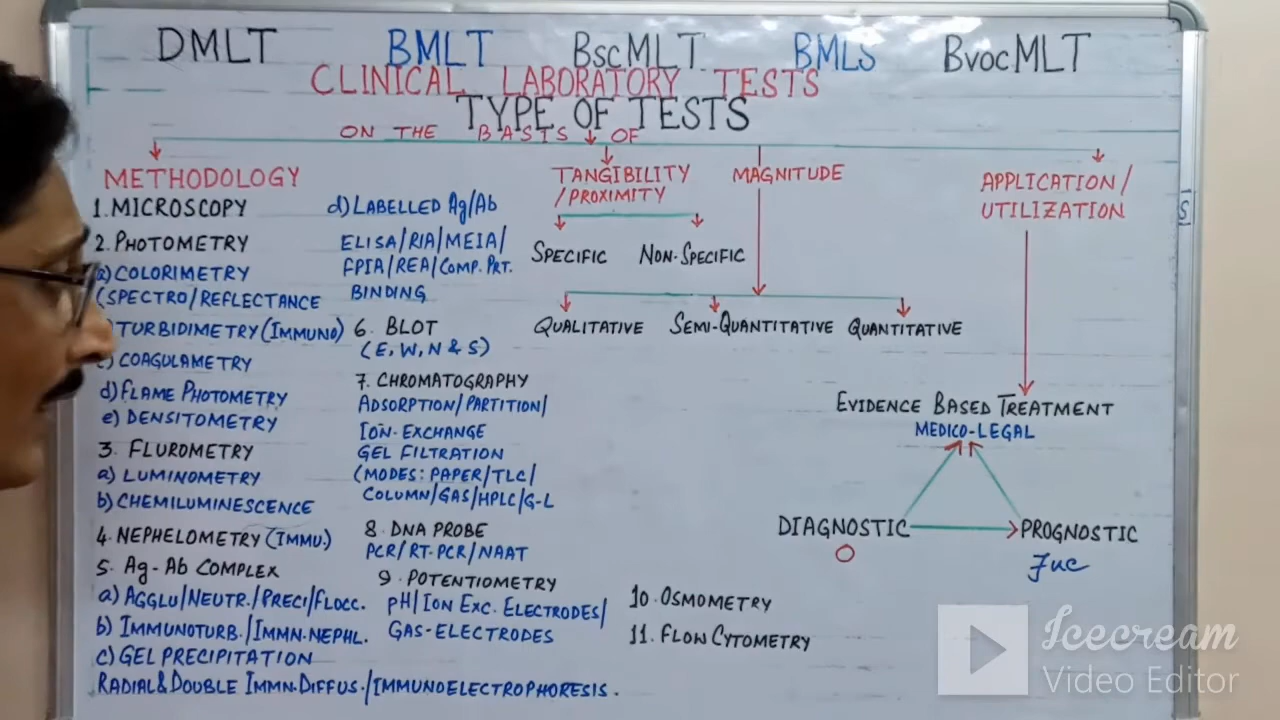 DMLT BMLT BscMLT BMLS BvocMLT
CLINICAL LABORATORY TESTS
TYPE OF TESTS
ON THE BASIS OF
METHODOLOGY
1. MICROSCOPY
2. PHOTOMETRY
a) COLORIMETRY
(SPECTRO/REFLECTANCE
) TURBIDIMETRY (IMMUNO)
c) COAGULAMETRY
d) FLAME PHOTOMETRY
e) DENSITOMETRY
3. FLUROMETRY
a) LUMINOMETRY
b) CHEMILUMINESCENCE
4. NEPHELOMETRY (IMMU.)
5. Ag-Ab COMPLEX
a) AGGLU/NEUTR./PRECI/FLOCC.
b) IMMUNOTURB./IMMN.NEPHL.
c) GEL PRECIPITATION
RADIAL & DOUBLE IMMN.DIFFUS./IMMUNOELECTROPHORESIS.
d) LABELLED Ag/Ab
ELISA/RIA/MEIA/
FPIA/REA/COMP. PRT.
BINDING
6. BLOT
(E, W, N & S)
7. CHROMATOGRAPHY
ADSORPTION/PARTITION/
ION-EXCHANGE
GEL FILTRATION
(MODES: PAPER/TLC/
COLUMN/GAS/HPLC/G-L
8. DNA PROBE
PCR/RT-PCR/NAAT
9. POTENTIOMETRY
pH/ION EXC. ELECTRODES/
GAS-ELECTRODES
10. OSMOMETRY
11. FLOW CYTOMETRY
TANGIBILITY
/PROXIMITY
SPECIFIC NON-SPECIFIC
MAGNITUDE
QUALITATIVE SEMI-QUANTITATIVE QUANTITATIVE
APPLICATION/
UTILIZATION
EVIDENCE BASED TREATMENT
MEDICO-LEGAL
DIAGNOSTIC PROGNOSTIC
Icecream
Video Editor